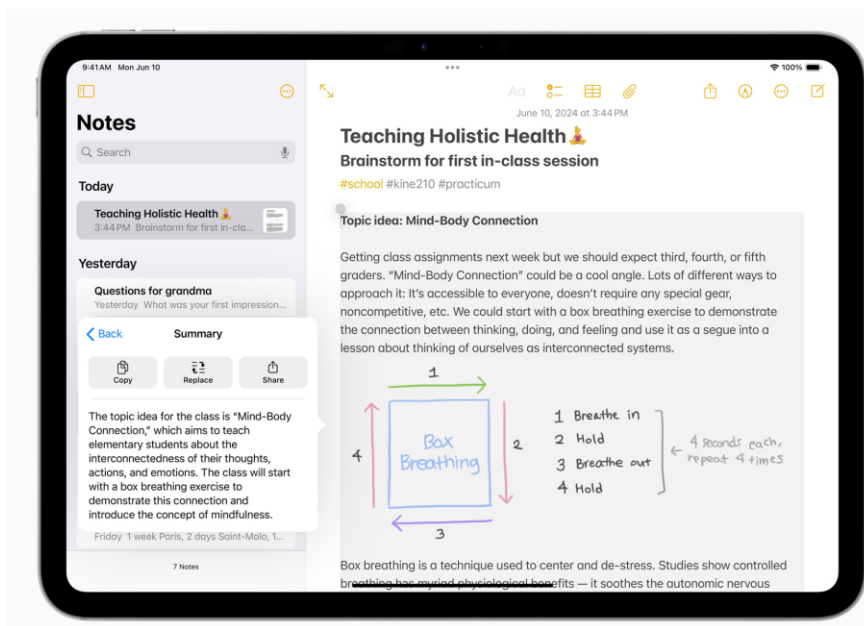 9:41 AM Mon Jun 10
100%
Notes
Search
Today
Teaching Holistic Health
3:44 PM Brainstorm for first in-cla...
Yesterday
Questions for grandma
Yesterday What was your first impression...
Back
Summary
Copy
Replace
Share
The topic idea for the class is “Mind-Body
Connection,” which aims to teach
elementary students about the
interconnectedness of their thoughts,
actions, and emotions. The class will start
with a box breathing exercise to
demonstrate this connection and
introduce the concept of mindfulness.
Friday 1 week Paris, 2 days Saint-Malo, 1...
7 Notes
Aa
June 10, 2024 at 3:44 PM
Teaching Holistic Health
Brainstorm for first in-class session
#school #kine210 #practicum
Topic idea: Mind-Body Connection
Getting class assignments next week but we should expect third, fourth, or fifth
graders. “Mind-Body Connection” could be a cool angle. Lots of different ways to
approach it: It’s accessible to everyone, doesn’t require any special gear,
noncompetitive, etc. We could start with a box breathing exercise to demonstrate
the connection between thinking, doing, and feeling and use it as a segue into a
lesson about thinking of ourselves as interconnected systems.
1
4
Box
Breathing
2
3
1 Breathe in
2 Hold
3 Breathe out
4 Hold
4 seconds each,
repeat 4 times
Box breathing is a technique used to center and de-stress. Studies show controlled
breathing has myriad physiological benefits – it soothes the autonomic nervous